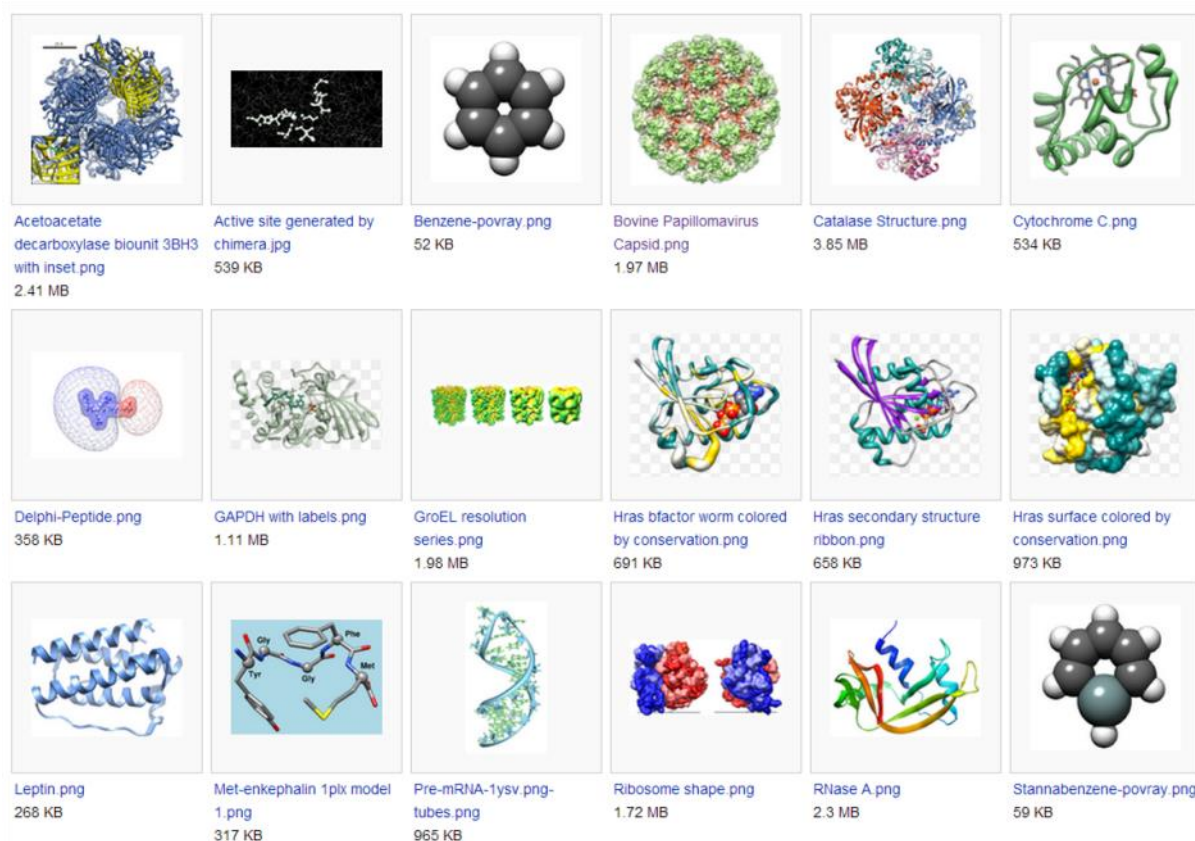 Acetoacetate
decarboxylase biounit 3BH3
with inset.png
2.41 MB
Active site generated by
chimera.jpg
539 KB
Benzene-povray.png
52 KB
Bovine Papillomavirus
Capsid.png
1.97 MB
Catalase Structure.png
3.85 MB
Cytochrome C.png
534 KB
Delphi-Peptide.png
358 KB
GAPDH with labels.png
1.11 MB
GroEL resolution
series.png
1.98 MB
Hras bfactor worm colored
by conservation.png
691 KB
Hras secondary structure
ribbon.png
658 KB
Hras surface colored by
conservation.png
973 KB
Leptin.png
268 KB
Gly
Phe
Tyr
Gly
Met
Met-enkephalin 1plx model
1.png
317 KB
Pre-mRNA-1ysv.png-
tubes.png
965 KB
Ribosome shape.png
1.72 MB
RNase A.png
2.3 MB
Stannabenzene-povray.png
59 KB